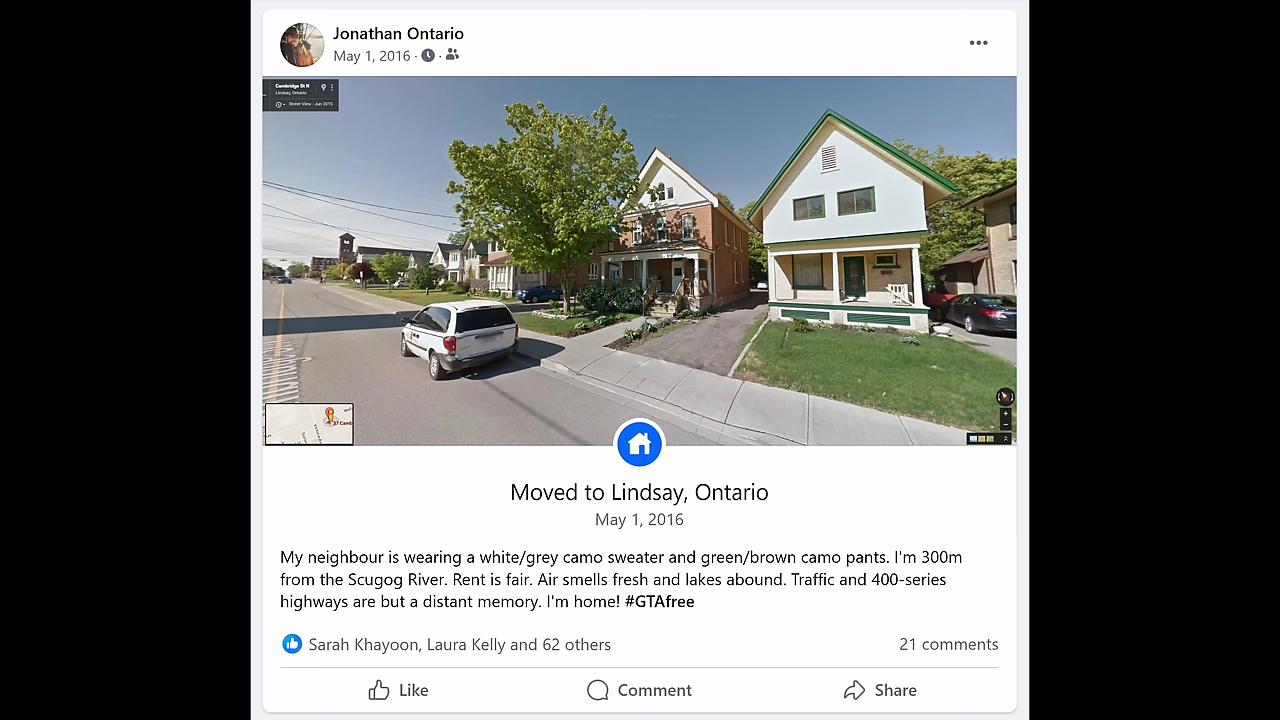 Jonathan Ontario
May 1, 2016 ·
Cambridge St N
Lindsay, Ontario
Street View - Jun 2015
37 Camb
Moved to Lindsay, Ontario
May 1, 2016
My neighbour is wearing a white/grey camo sweater and green/brown camo pants. I'm 300m
from the Scugog River. Rent is fair. Air smells fresh and lakes abound. Traffic and 400-series
highways are but a distant memory. I'm home! #GTAfree
Sarah Khayoon, Laura Kelly and 62 others
21 comments
Like
Comment
Share